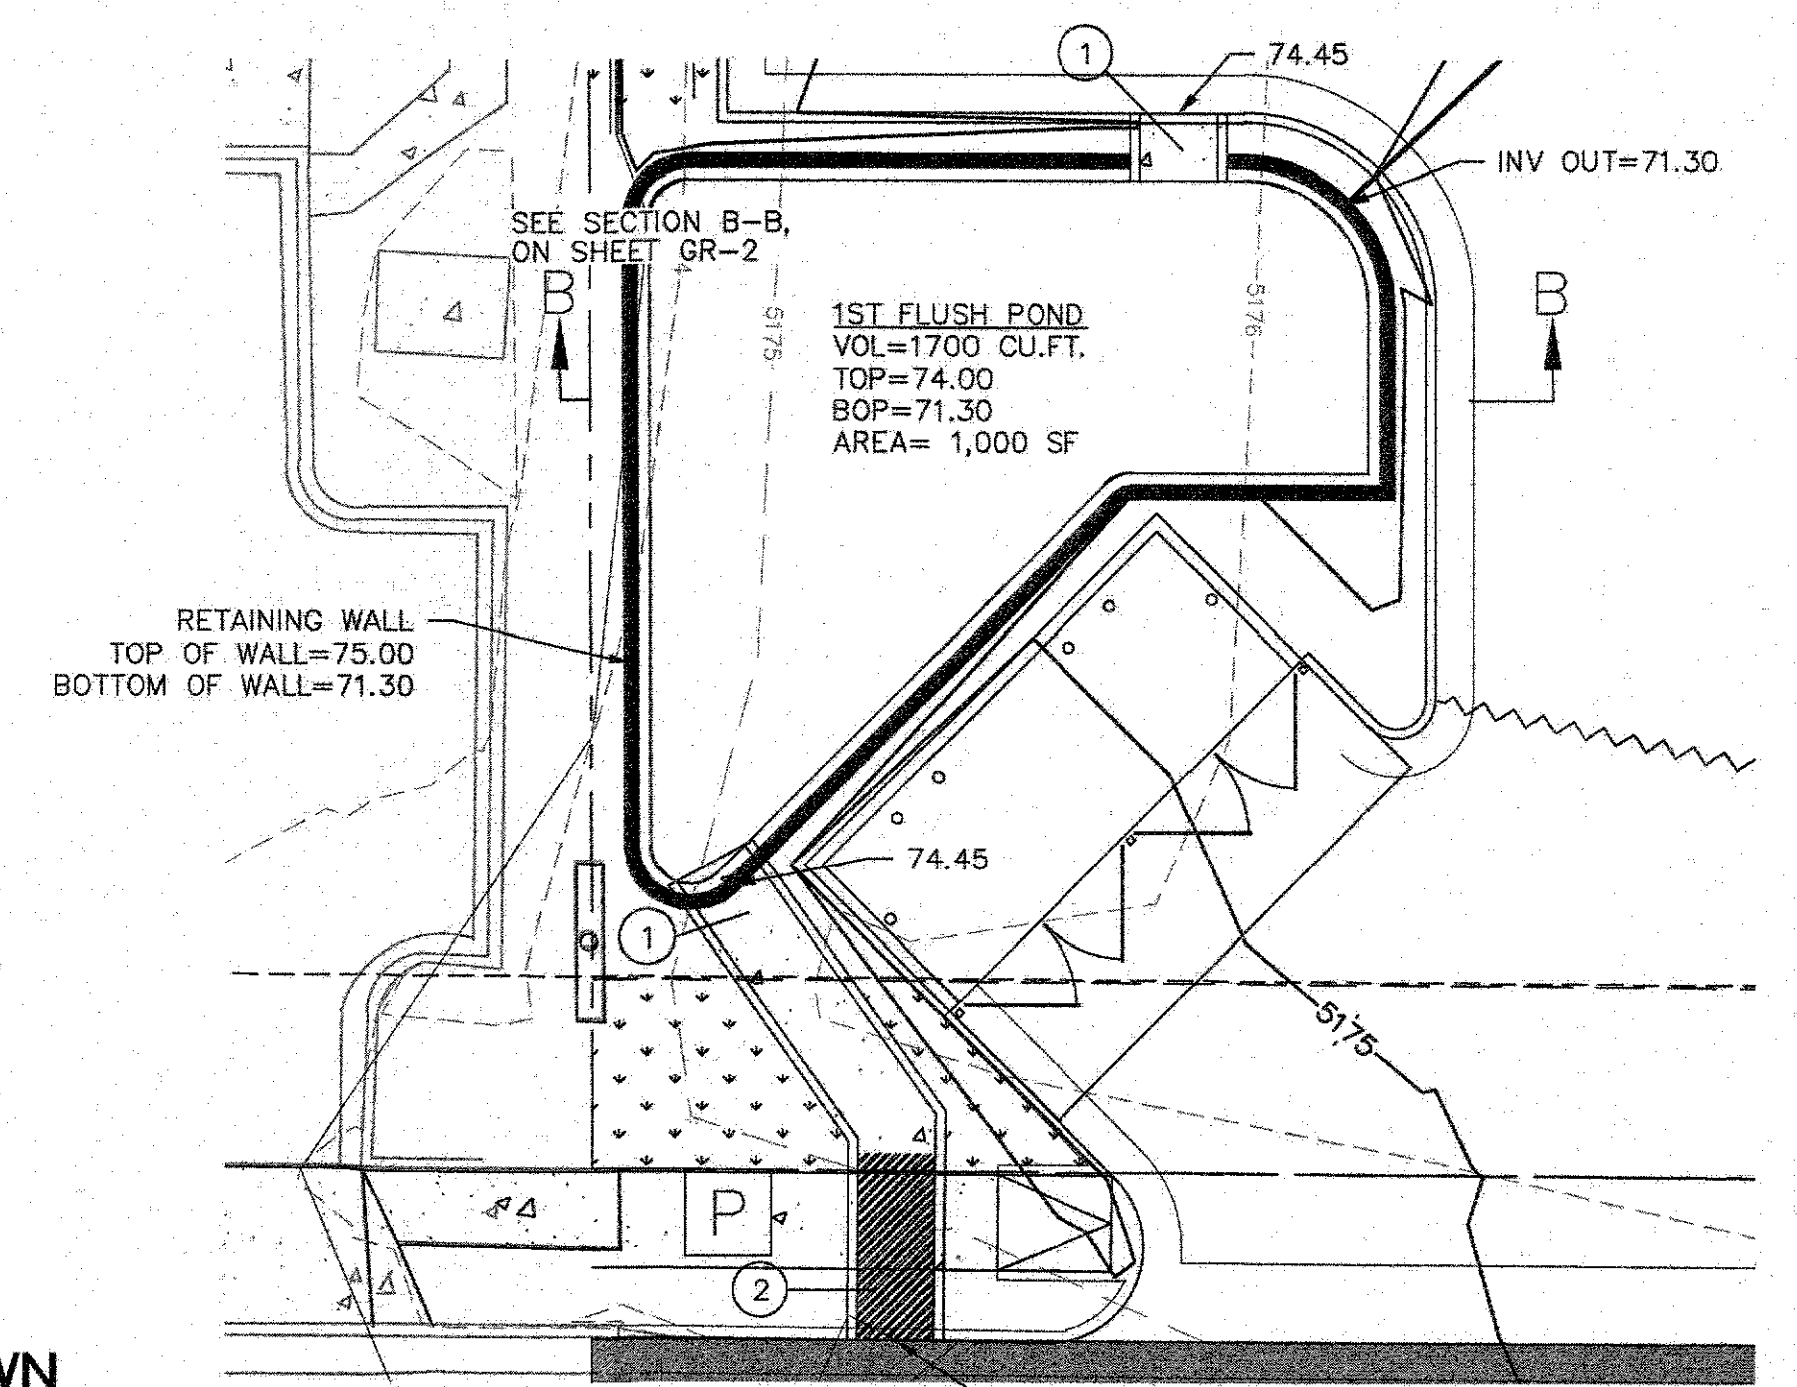 1
74.45
INV OUT=71.30
SEE SECTION B-B,
ON SHEET GR-2
B
B
5175
5176
1ST FLUSH POND
VOL=1700 CU.FT.
TOP=74.00
BOP=71.30
AREA= 1,000 SF
RETAINING WALL
TOP OF WALL=75.00
BOTTOM OF WALL=71.30
74.45
1
5175
P
2
WN